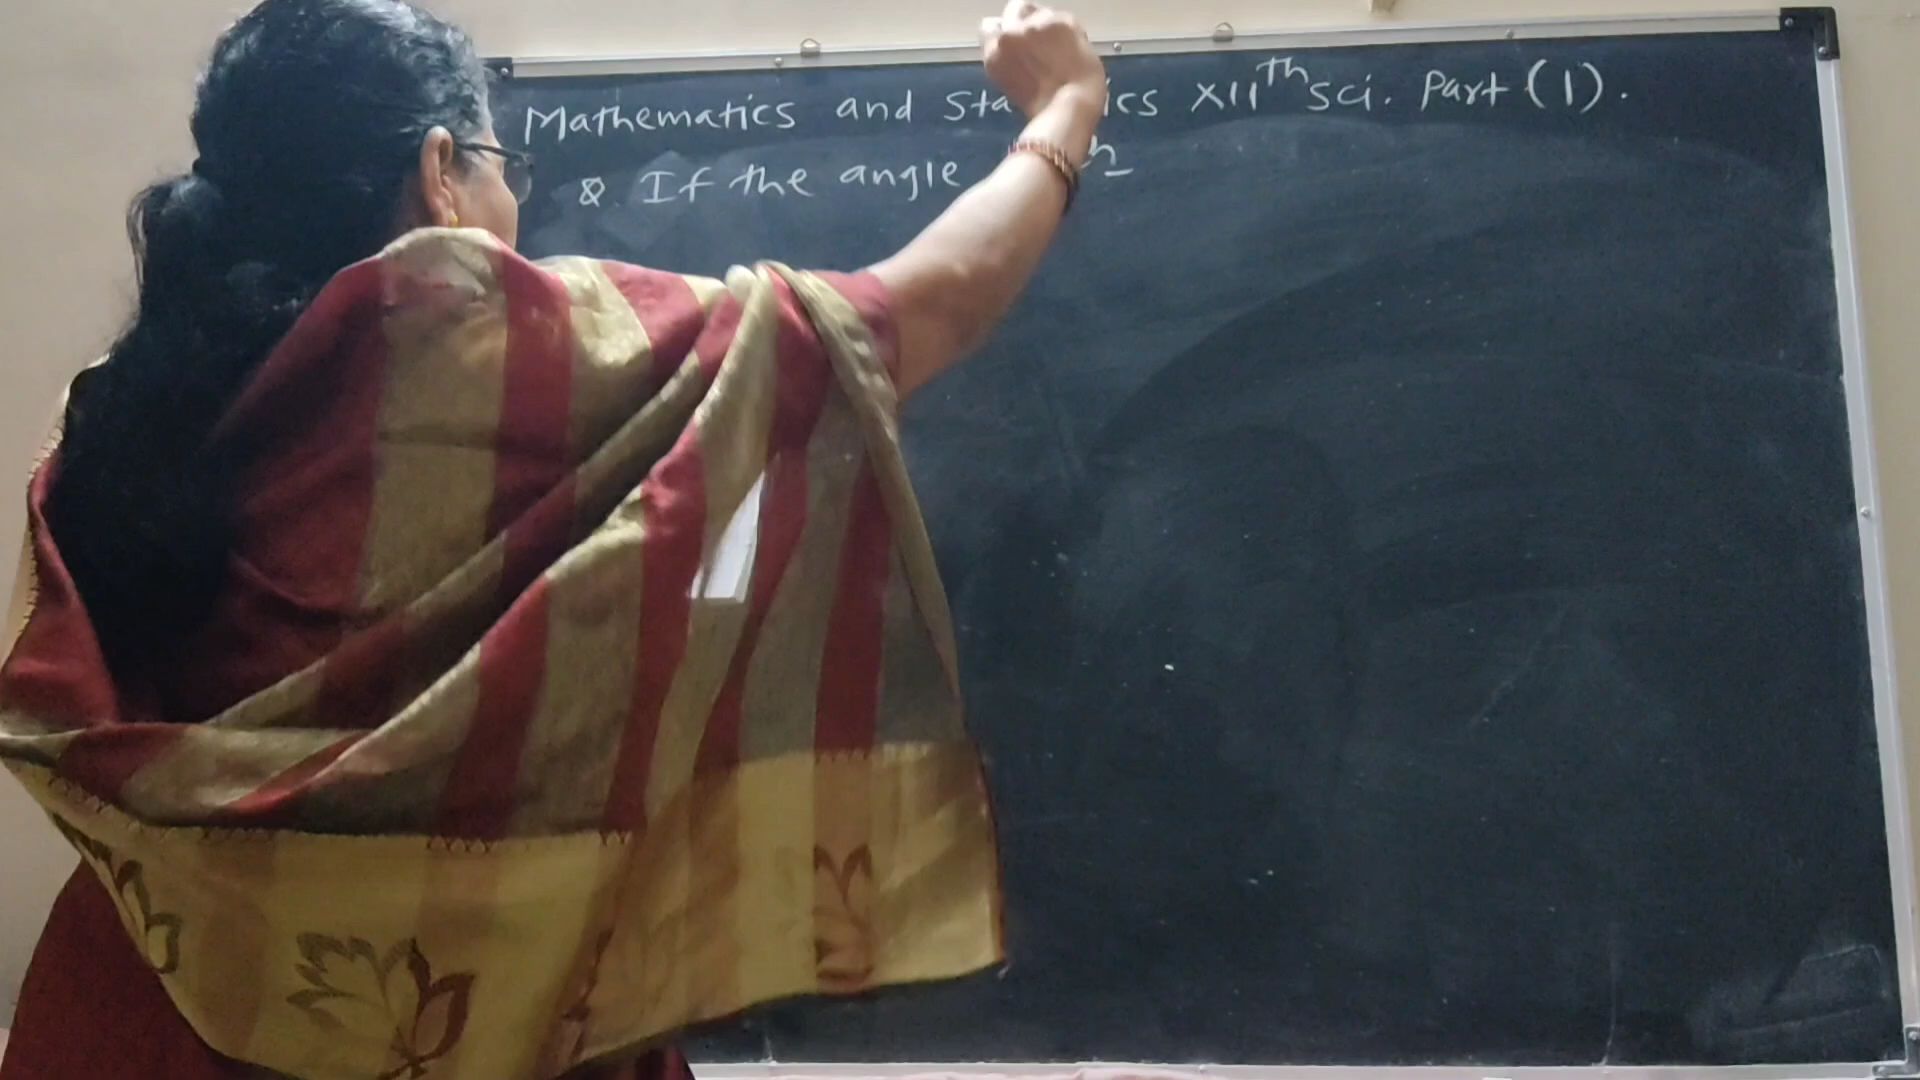 Mathematics and Sta ics XIIth sci. Part (1).
Q. If the angle